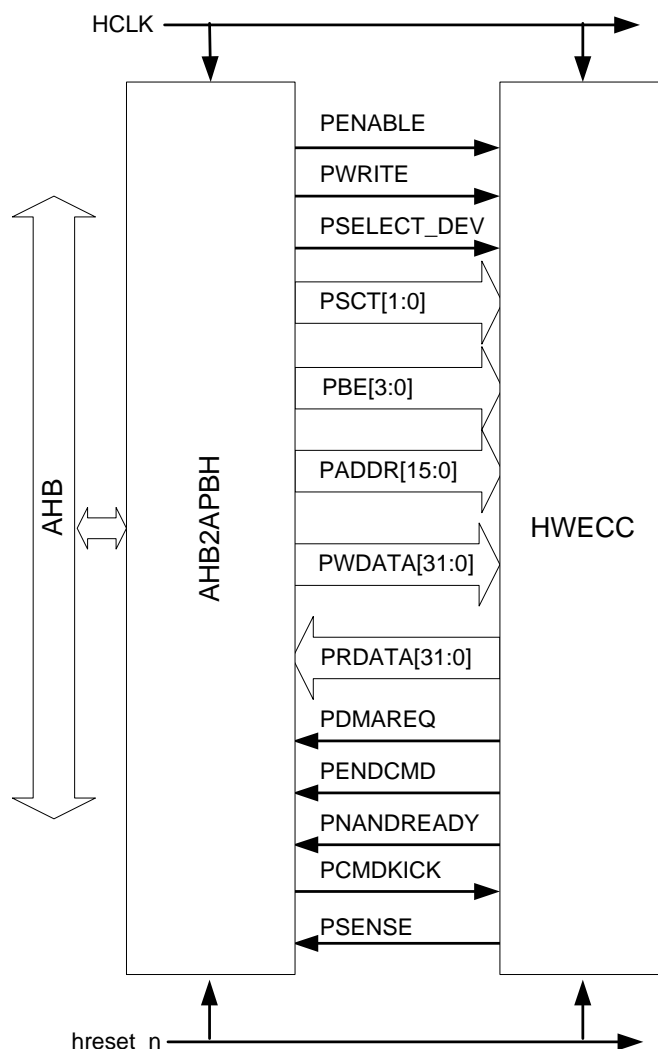 HCLK
PENABLE
PWRITE
PSELECT_DEV
PSCT[1:0]
PBE[3:0]
PADDR[15:0]
PWDATA[31:0]
PRDATA[31:0]
PDMAREQ
PENDCMD
PNANDREADY
PCMDKICK
PSENSE
AHB
AHB2APBH
HWECC
hreset_n